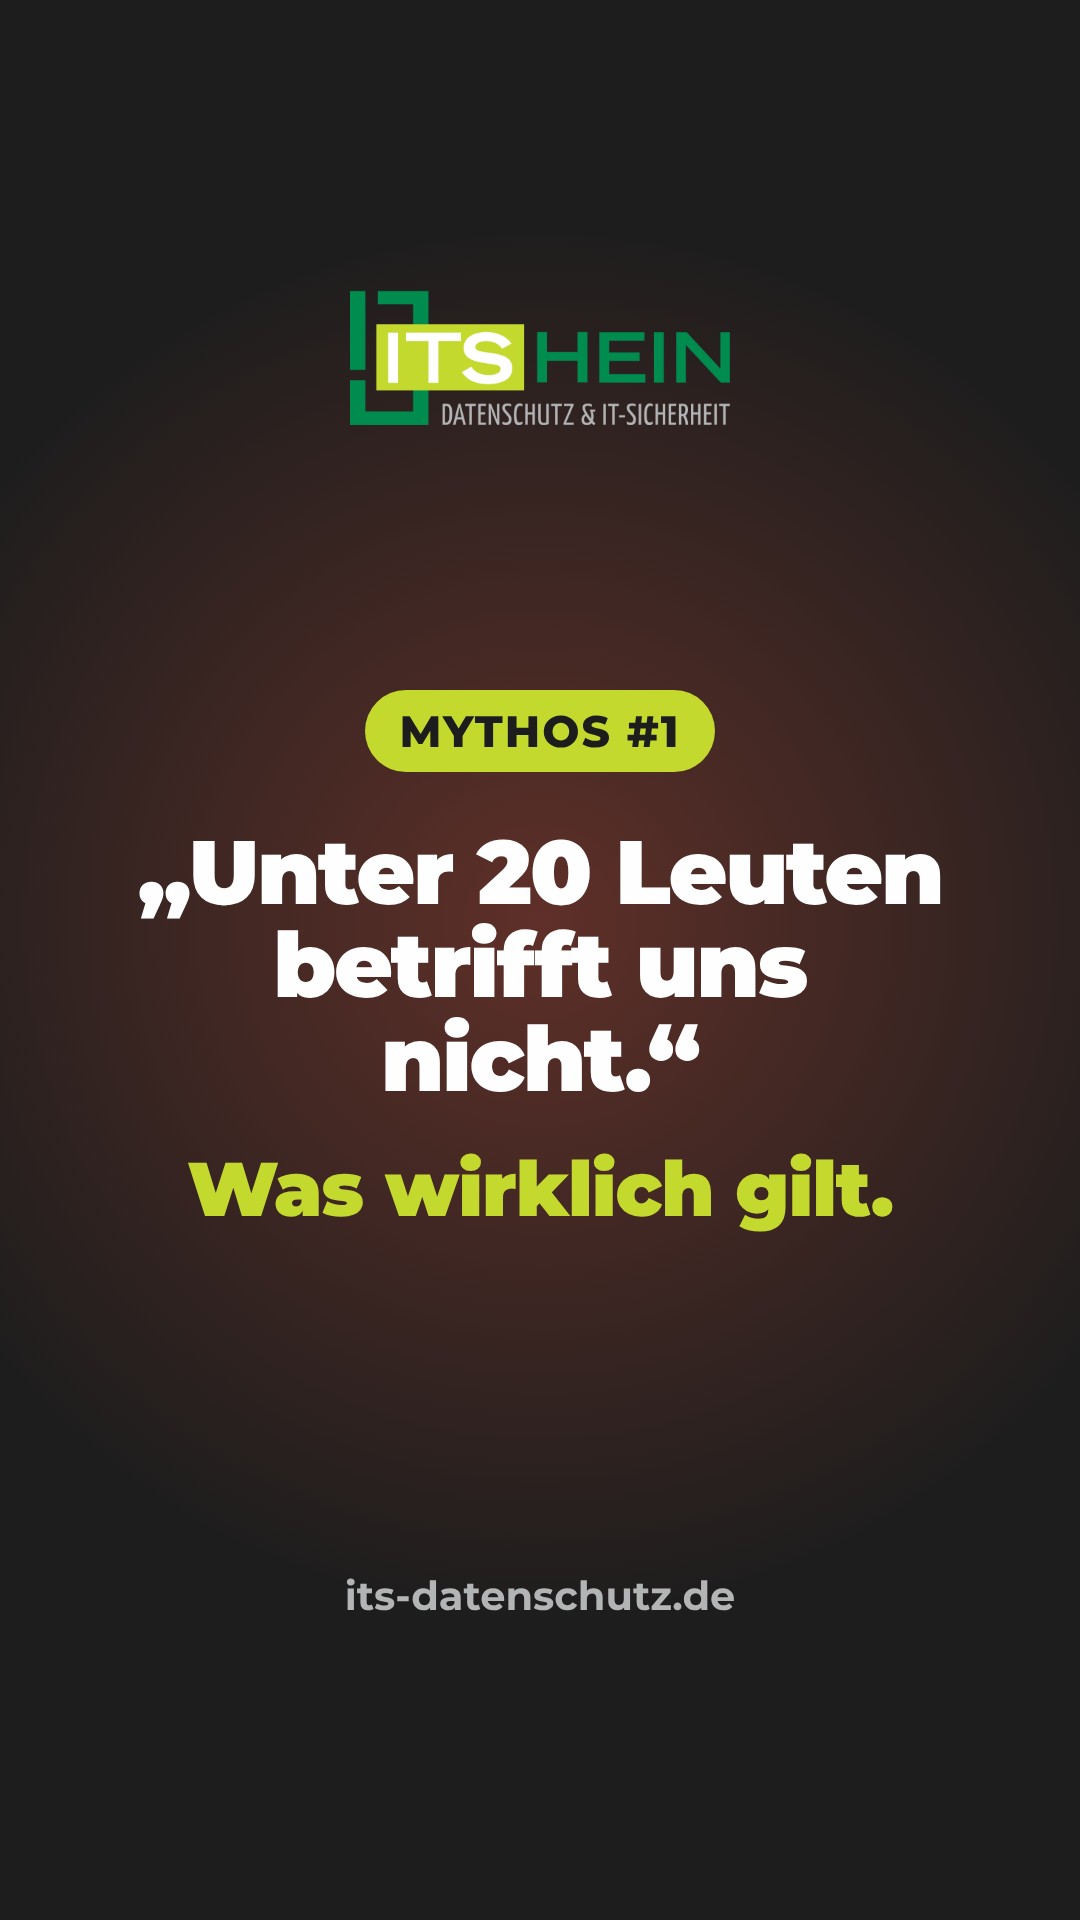 ITS HEIN
DATENSCHUTZ & IT-SICHERHEIT
MYTHOS #1
„Unter 20 Leuten
betrifft uns
nicht.“
Was wirklich gilt.
its-datenschutz.de